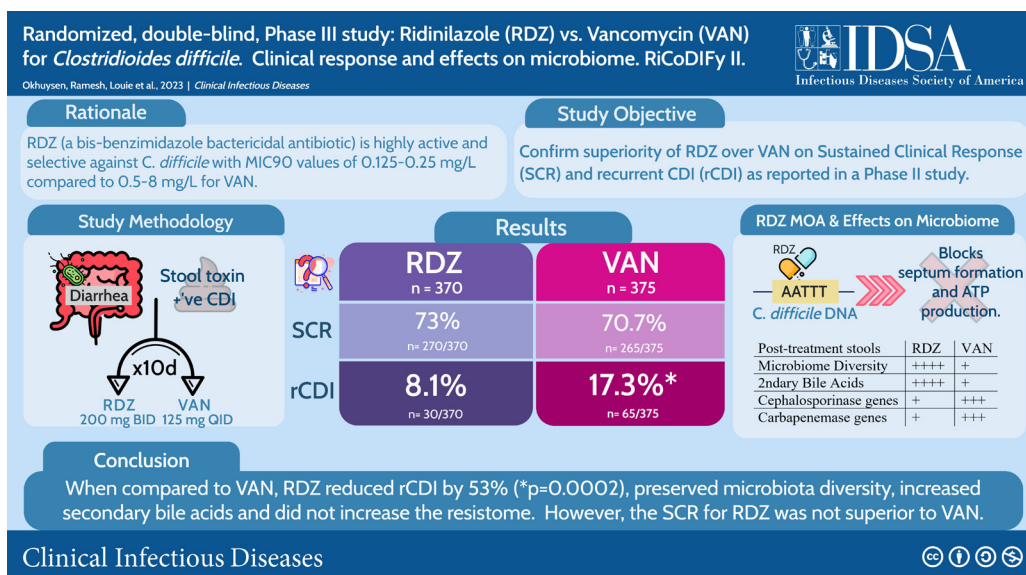 Randomized, double-blind, Phase III study: Ridinilazole (RDZ) vs. Vancomycin (VAN)
for Clostridioides difficile. Clinical response and effects on microbiome. RiCoDIFy II.
Okhuysen, Ramesh, Louie et al., 2023 | Clinical Infectious Diseases
IDSA
Infectious Diseases Society of America
Rationale
RDZ (a bis-benzimidazole bactericidal antibiotic) is highly active and
selective against C. difficile with MIC90 values of 0.125-0.25 mg/L
compared to 0.5-8 mg/L for VAN.
Study Objective
Confirm superiority of RDZ over VAN on Sustained Clinical Response
(SCR) and recurrent CDI (rCDI) as reported in a Phase II study.
Study Methodology
Diarrhea
Stool toxin
+'ve CDI
x10d
RDZ VAN
200 mg BID 125 mg QID
Results
RDZ VAN
n = 370 n = 375
SCR 73% 70.7%
n= 270/370 n= 265/375
rCDI 8.1% 17.3%*
n= 30/370 n= 65/375
RDZ MOA & Effects on Microbiome
RDZ
AATTT
C. difficile DNA
Blocks
septum formation
and ATP
production.
Post-treatment stools RDZ VAN
Microbiome Diversity ++++ +
2ndary Bile Acids ++++ +
Cephalosporinase genes + +++
Carbapenemase genes + +++
Conclusion
When compared to VAN, RDZ reduced rCDI by 53% (*p=0.0002), preserved microbiota diversity, increased
secondary bile acids and did not increase the resistome. However, the SCR for RDZ was not superior to VAN.
Clinical Infectious Diseases
cc